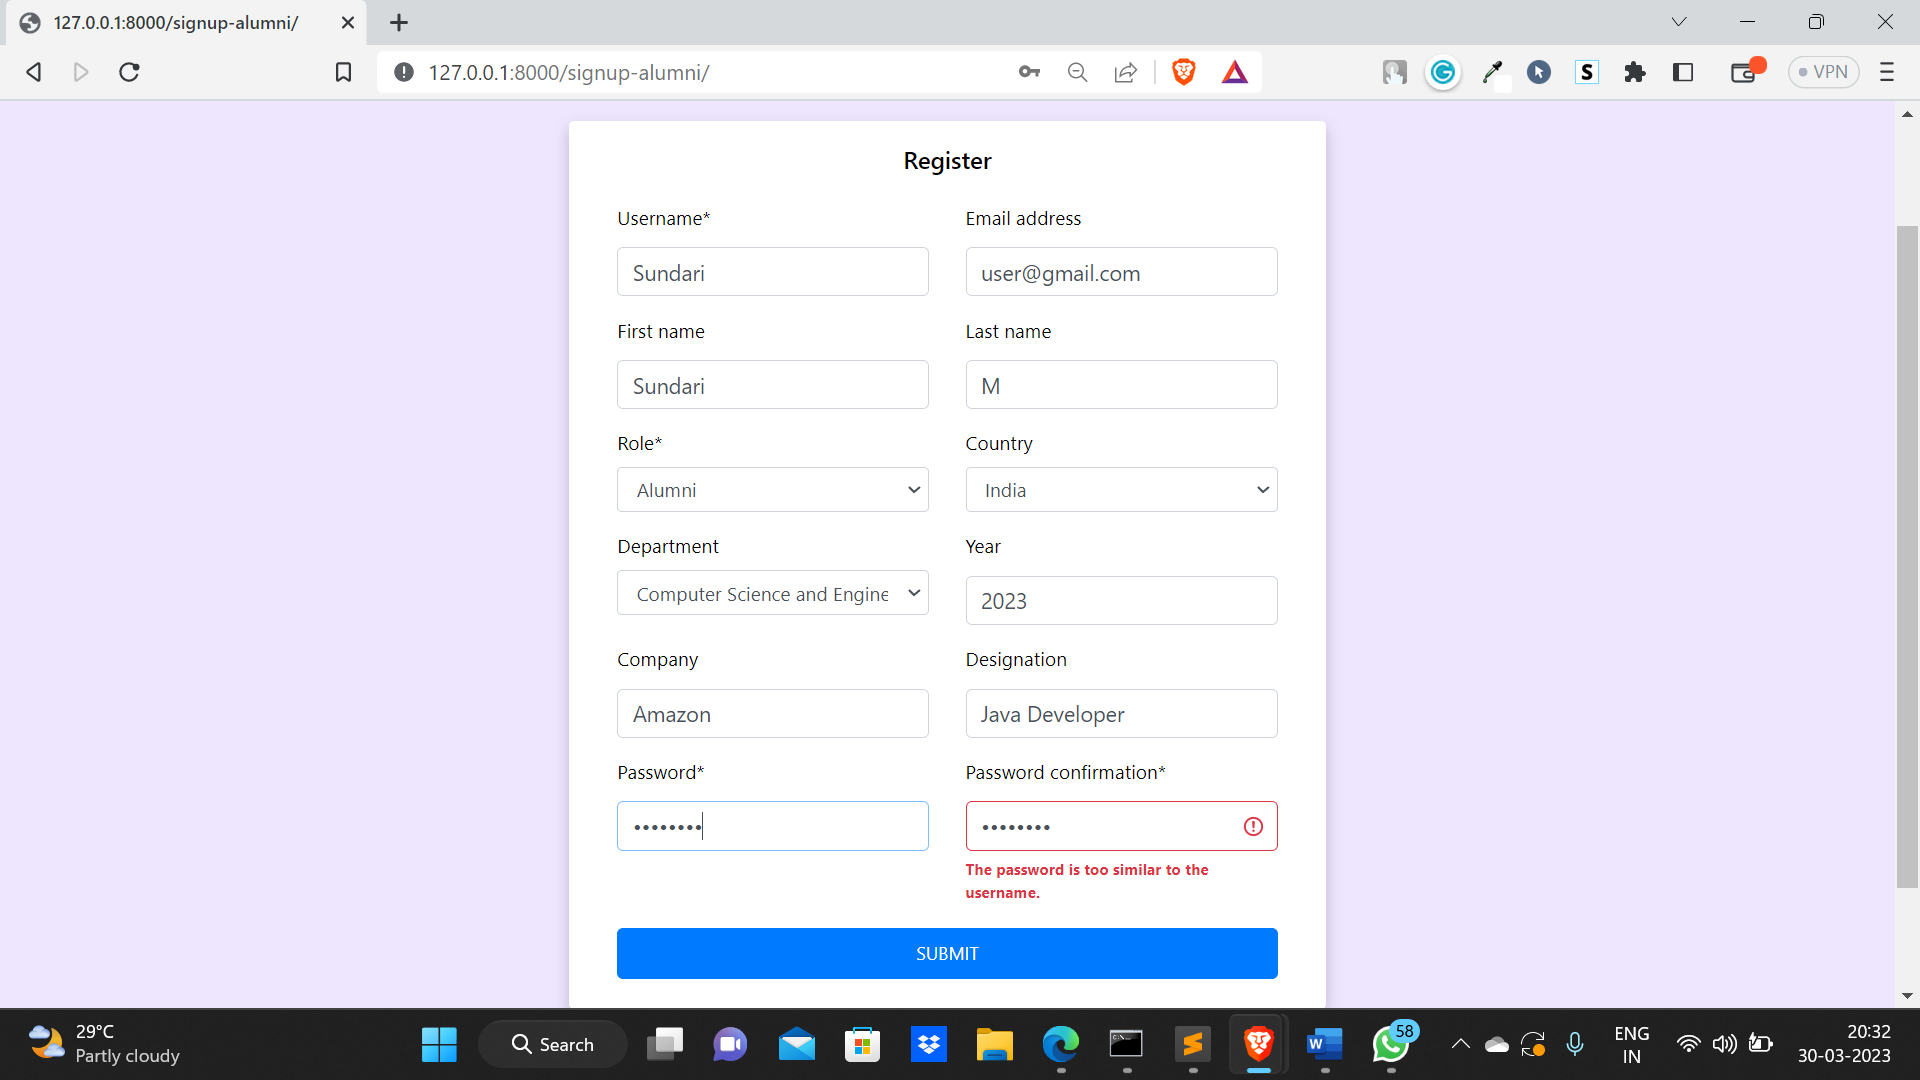 127.0.0.1:8000/signup-alumni/
127.0.0.1:8000/signup-alumni/
S
VPN
Register
Username*
Email address
Sundari
user@gmail.com
First name
Last name
Sundari
M
Role*
Country
Alumni
India
Department
Year
Computer Science and Engine
2023
Company
Designation
Amazon
Java Developer
Password*
Password confirmation*
••••••••
••••••••
The password is too similar to the
username.
SUBMIT
29°C
Partly cloudy
Search
58
ENG
IN
20:32
30-03-2023